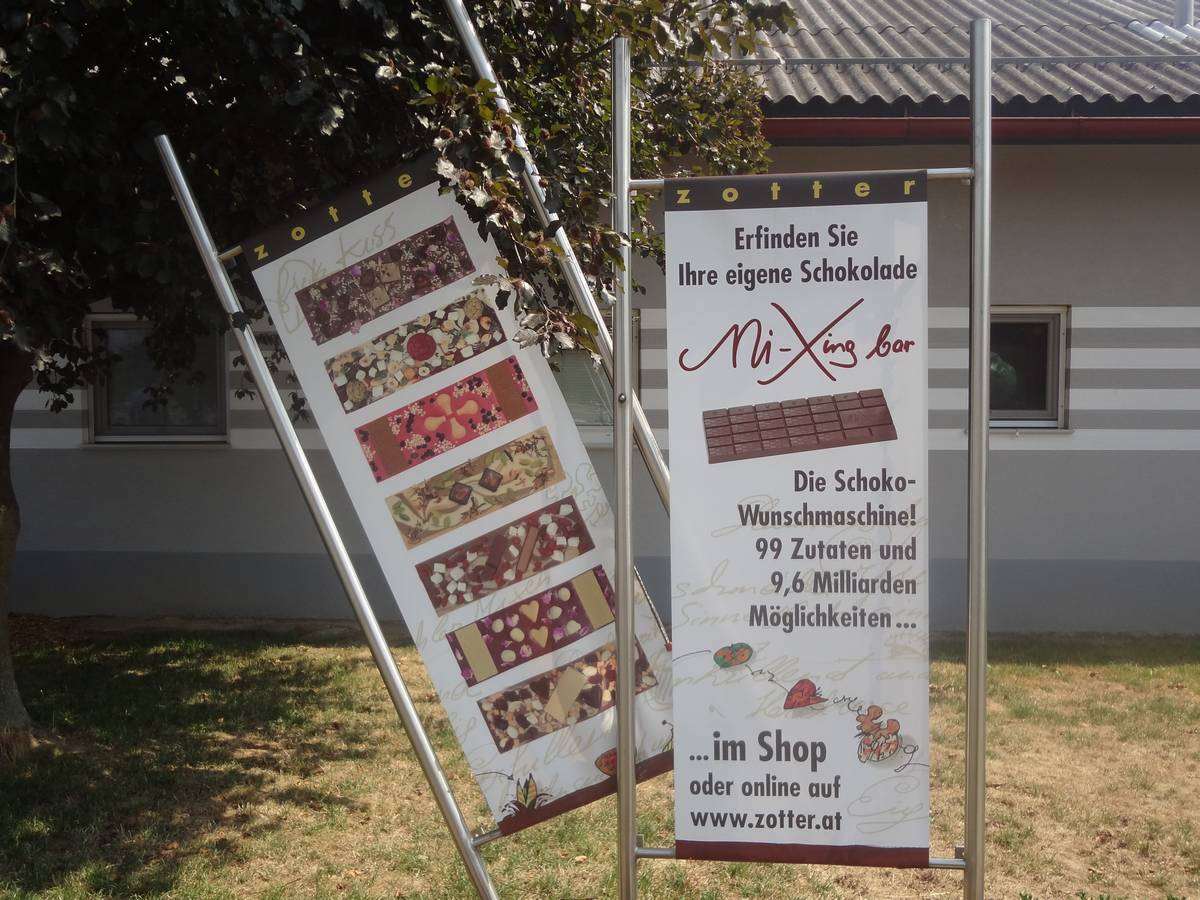 zotte
zotter
Erfinden Sie
Ihre eigene Schokolade
Mi-Xing bar
Die Schoko-
Wunschmaschine!
99 Zutaten und
9,6 Milliarden
Möglichkeiten ...
... im Shop
oder online auf
www.zotter.at